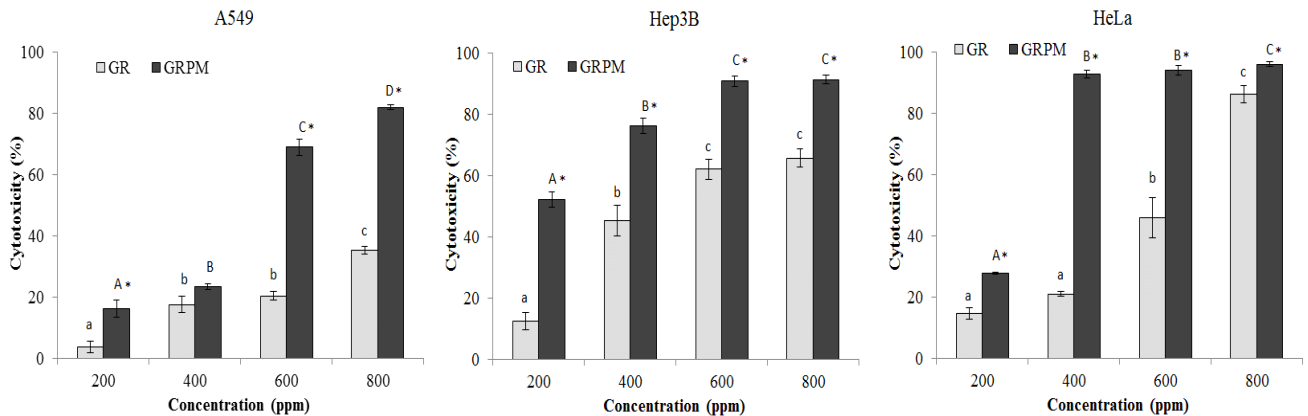 A549
GR GRPM
Cytotoxicity (%)
100
80
60
40
20
0
a A* b B b C* c D*
200 400 600 800
Concentration (ppm)
Hep3B
GR GRPM
Cytotoxicity (%)
100
80
60
40
20
0
a A* b B* c C* c C*
200 400 600 800
Concentration (ppm)
HeLa
GR GRPM
Cytotoxicity (%)
100
80
60
40
20
0
a A* a B* b B* c C*
200 400 600 800
Concentration (ppm)